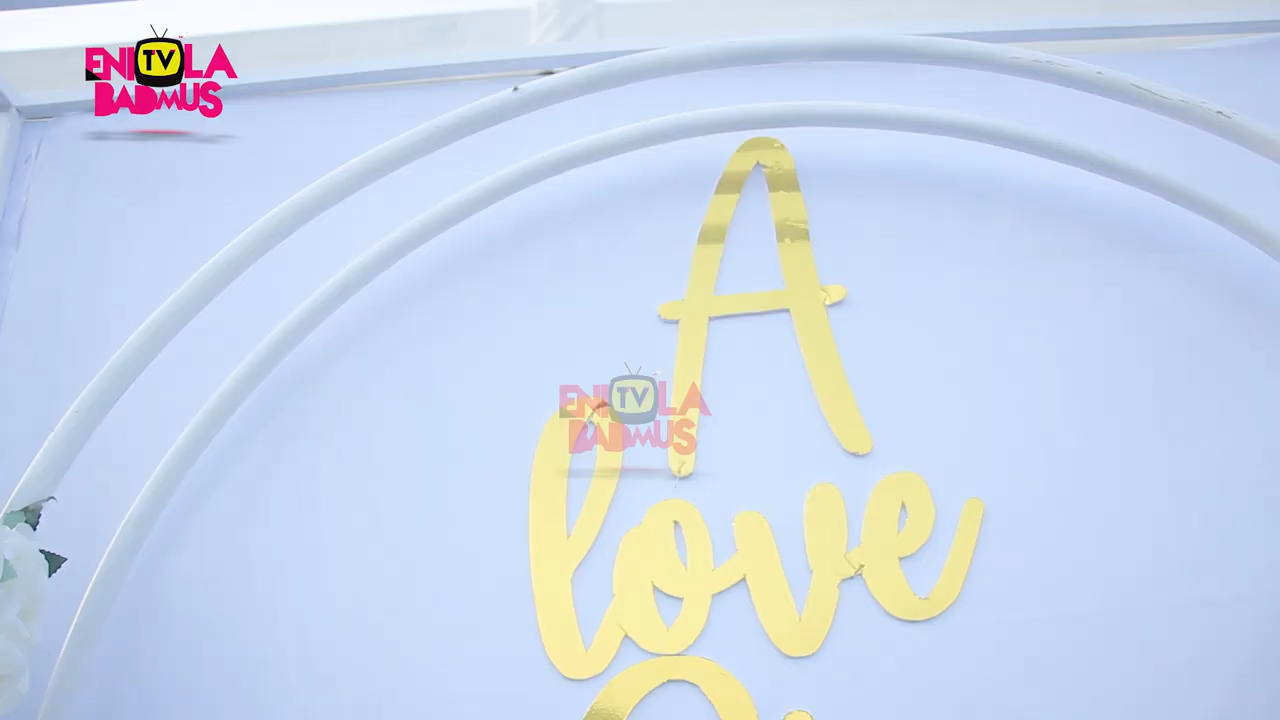 ENIOLA
TV
BADMUS
A
ENIOLA
TV
BADMUS
love